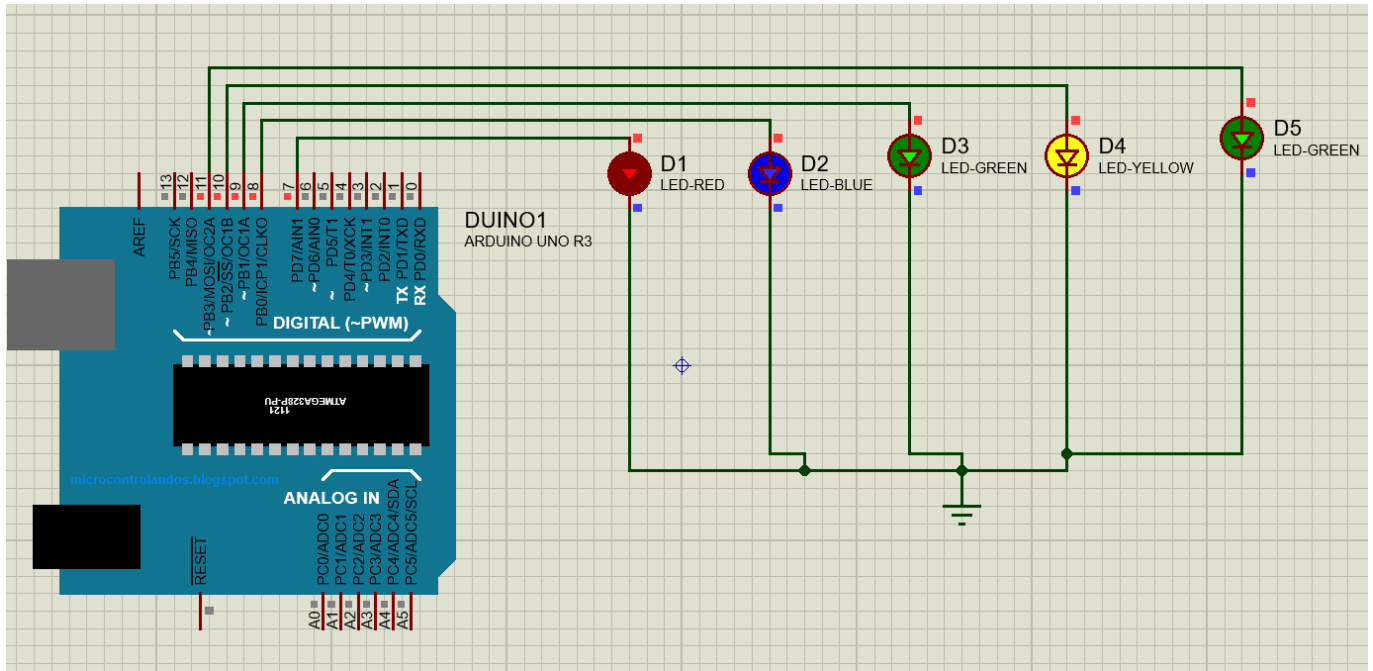 13
12
11
10
9
8
7
6
5
4
3
2
1
0
AREF
PB5/SCK
PB4/MISO
~PB3/MOSI/OC2A
~ PB2/SS/OC1B
~ PB1/OC1A
PB0/ICP1/CLKO
PD7/AIN1
~ PD6/AIN0
~ PD5/T1
PD4/T0/XCK
~ PD3/INT1
PD2/INT0
TX PD1/TXD
RX PD0/RXD
DIGITAL (~PWM)
DUINO1
ARDUINO UNO R3
D1
LED-RED
D2
LED-BLUE
D3
LED-GREEN
D4
LED-YELLOW
D5
LED-GREEN
ATMEGA328P-PU
1121
microcontrolandos.blogspot.com
ANALOG IN
RESET
PC0/ADC0
PC1/ADC1
PC2/ADC2
PC3/ADC3
PC4/ADC4/SDA
PC5/ADC5/SCL
A0
A1
A2
A3
A4
A5